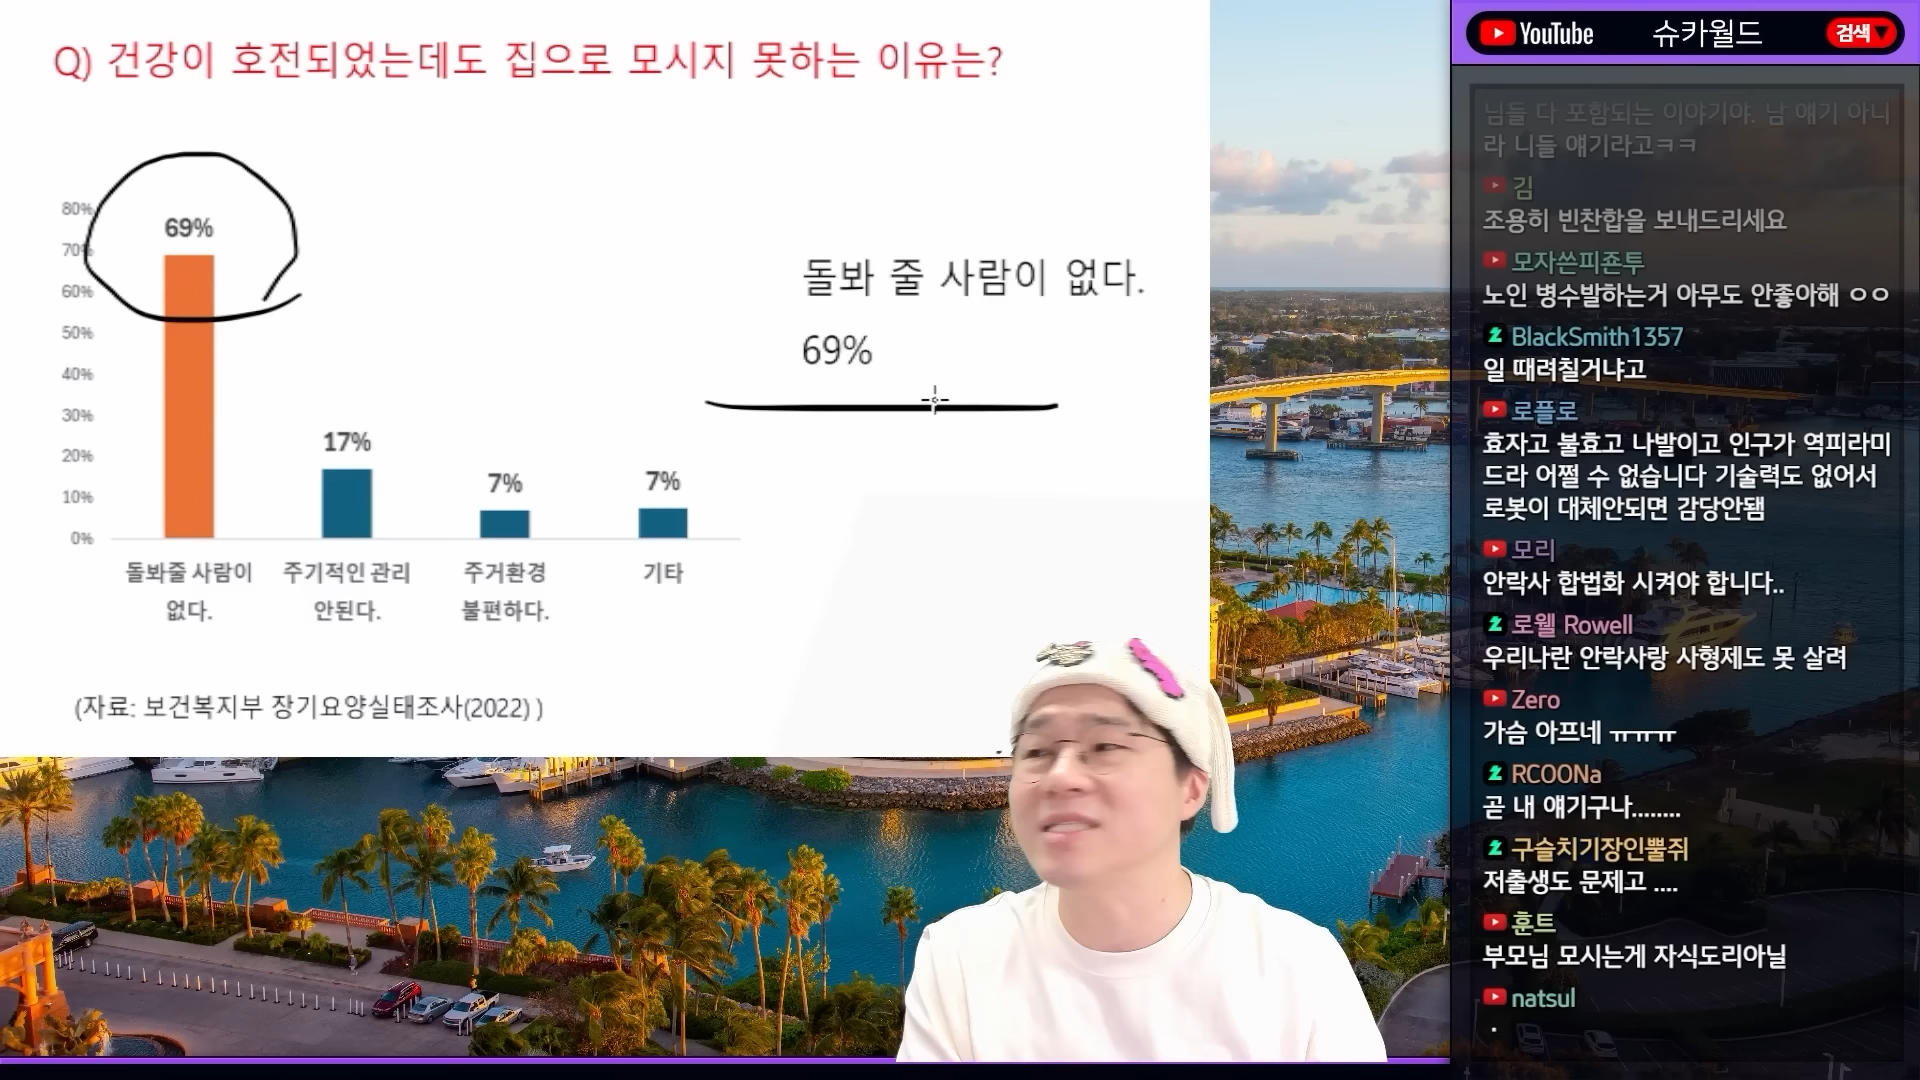 Q) 건강이 호전되었는데도 집으로 모시지 못하는 이유는?
80%
70%
60%
50%
40%
30%
20%
10%
0%
69%
17%
7%
7%
돌봐줄 사람이
없다.
주기적인 관리
안된다.
주거환경
불편하다.
기타
(자료: 보건복지부 장기요양실태조사(2022) )
돌봐 줄 사람이 없다.
69%
YouTube 슈카월드 검색
님들 다 포함되는 이야기야. 남 얘기 아니
라 니들 얘기라고ㅋㅋ
김
조용히 빈찬합을 보내드리세요
모자쓴피죤투
노인 병수발하는거 아무도 안좋아해 ㅇㅇ
BlackSmith1357
일 때려칠거냐고
로플로
효자고 불효고 나발이고 인구가 역피라미
드라 어쩔 수 없습니다 기술력도 없어서
로봇이 대체안되면 감당안됌
모리
안락사 합법화 시켜야 합니다..
로웰 Rowell
우리나란 안락사랑 사형제도 못 살려
Zero
가슴 아프네 ㅠㅠㅠ
RCOONa
곧 내 얘기구나........
구슬치기장인뿔쥐
저출생도 문제고 ....
훈트
부모님 모시는게 자식도리아닐
natsul
.